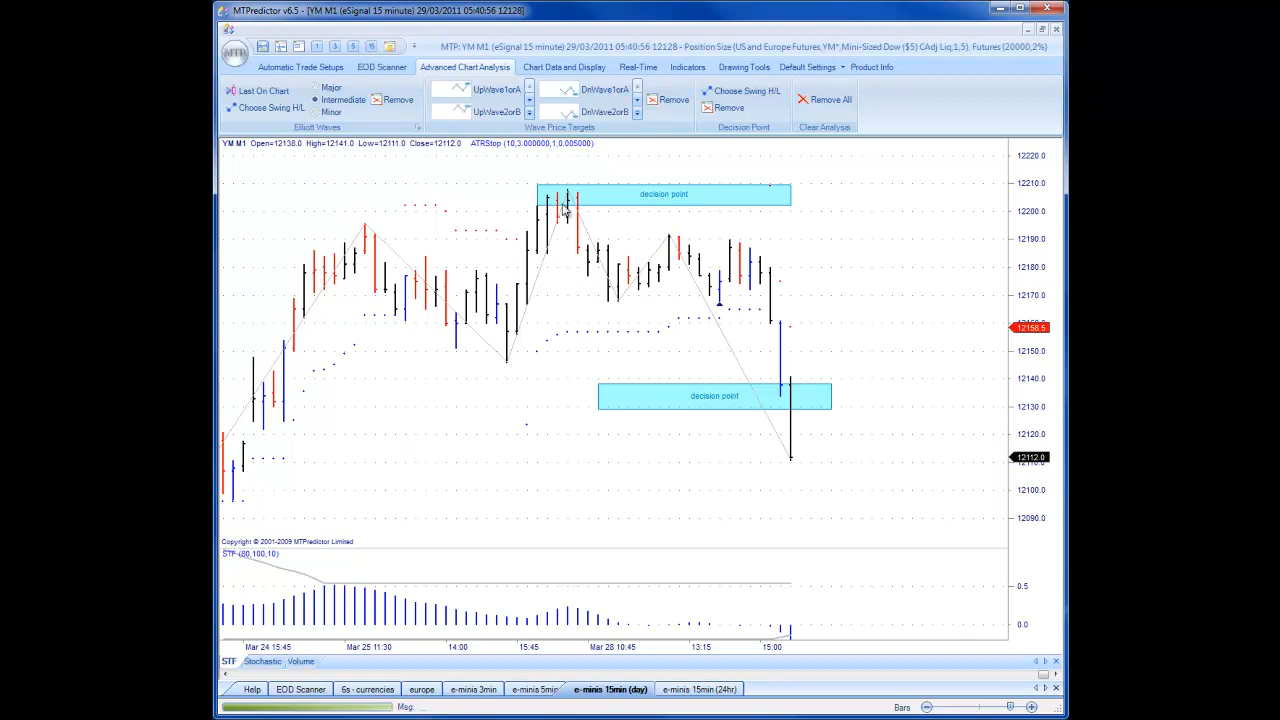 MTPredictor v6.5 - [YM M1 (eSignal 15 minute) 29/03/2011 05:40:56 12128]
MTP: YM M1 (eSignal 15 minute) 29/03/2011 05:40:56 12128 - Position Size (US and Europe Futures,YM*,Mini-Sized Dow ($5) CAdj Liq,1,5), Futures (20000,2%)
MTP
1 3 5 15
Automatic Trade Setups EOD Scanner Advanced Chart Analysis Chart Data and Display Real-Time Indicators Drawing Tools Default Settings Product Info
Last On Chart
Choose Swing H/L
Major
Intermediate
Minor
Remove
Elliott Waves
UpWave1orA
UpWave2orB
DnWave1orA
DnWave2orB
Remove
Wave Price Targets
Choose Swing H/L
Remove
Decision Point
Remove All
Clear Analysis
YM M1 Open=12138.0 High=12141.0 Low=12111.0 Close=12112.0 ATRStop (10,3.000000,1,0.005000)
12220.0
12210.0
12200.0
12190.0
12180.0
12170.0
12158.5
12150.0
12140.0
12130.0
12120.0
12112.0
12100.0
12090.0
decision point
decision point
Copyright © 2001-2009 MTPredictor Limited
STF (80,100,10)
0.5
0.0
Mar 24 15:45 Mar 25 11:30 14:00 15:45 Mar 28 10:45 13:15 15:00
STF Stochastic Volume
Help EOD Scanner 6s - currencies europe e-minis 3min e-minis 5min e-minis 15min (day) e-minis 15min (24hr)
Msg: ...
Bars